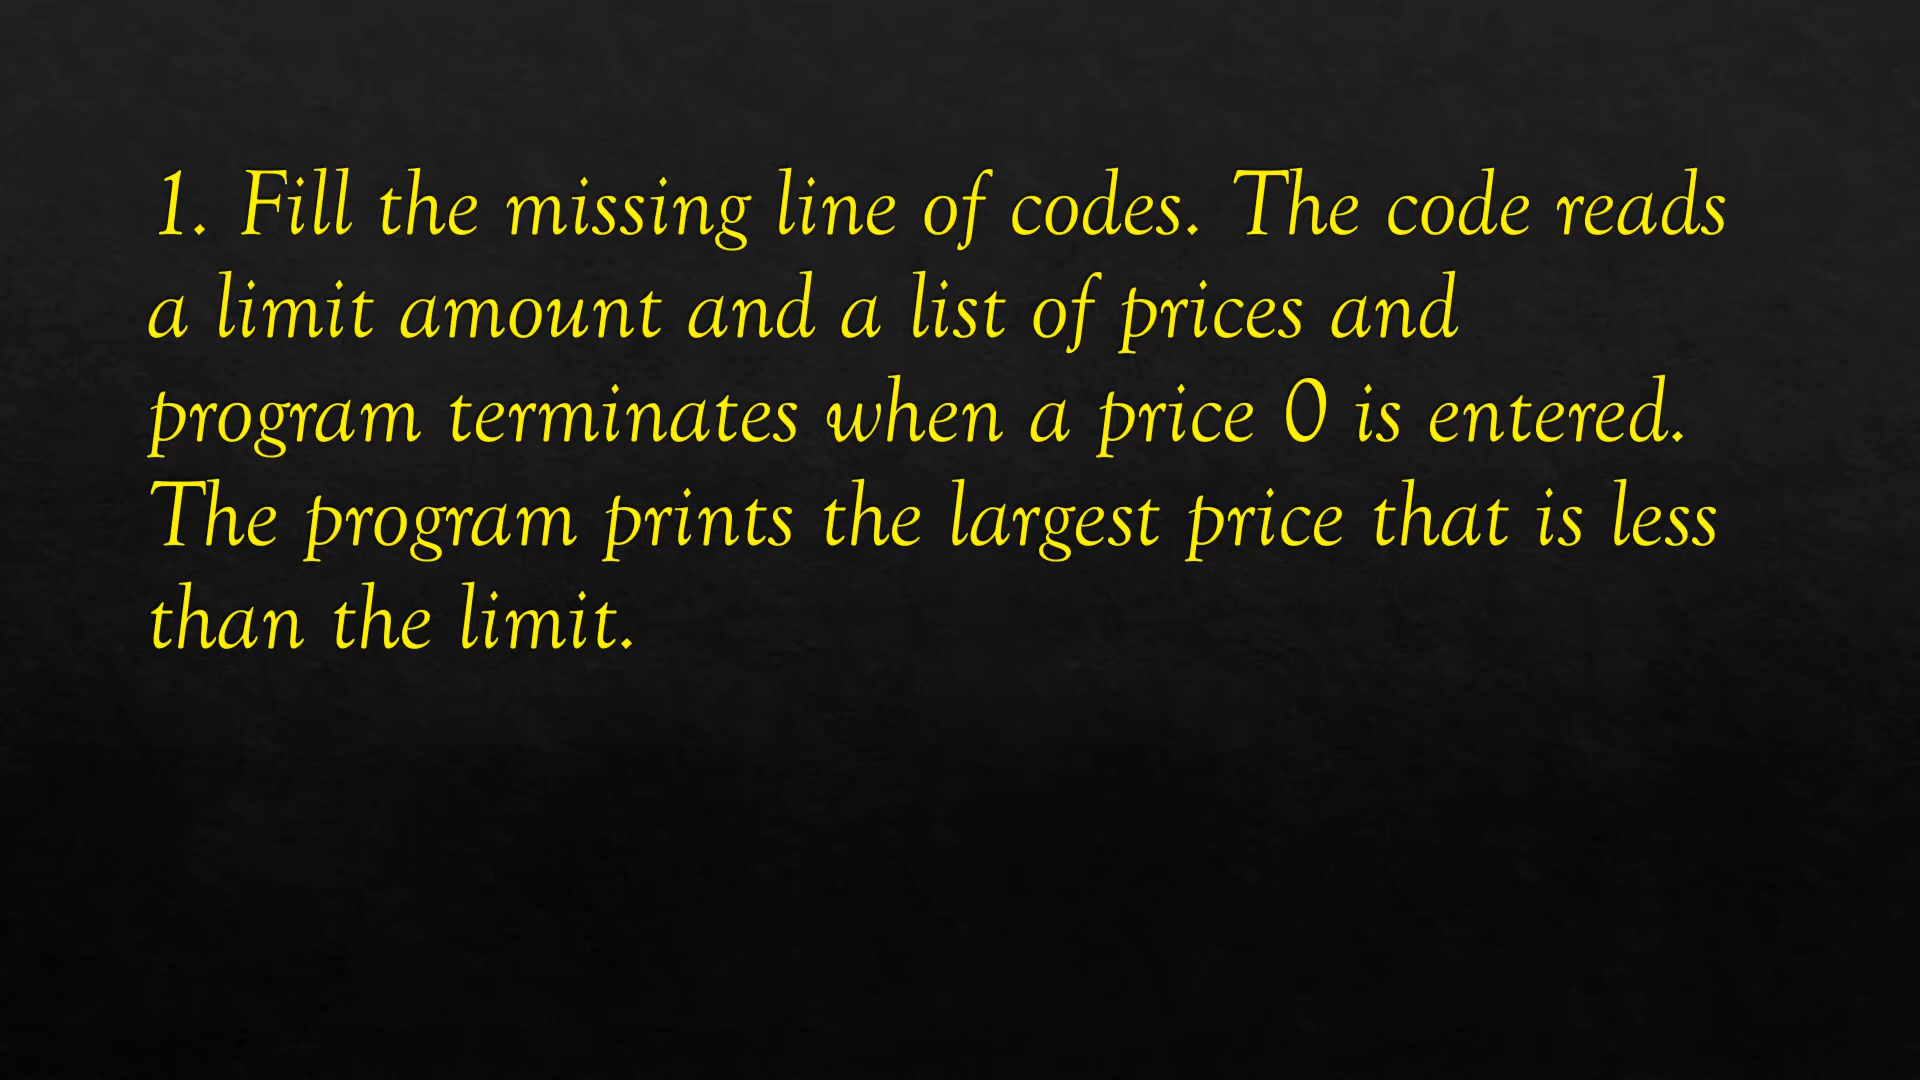 1. Fill the missing line of codes. The code reads
a limit amount and a list of prices and
program terminates when a price 0 is entered.
The program prints the largest price that is less
than the limit.